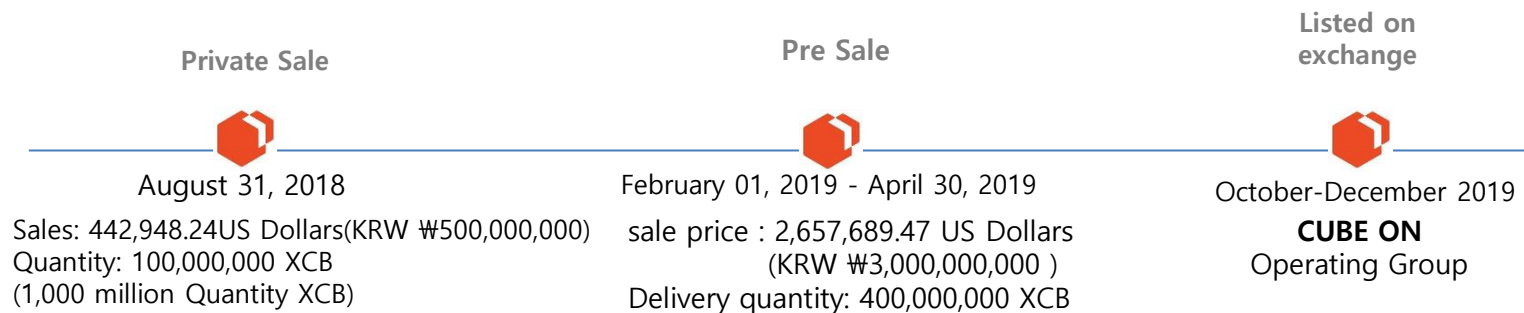 Private Sale
August 31, 2018
Sales: 442,948.24US Dollars(KRW ₩500,000,000)
Quantity: 100,000,000 XCB
(1,000 million Quantity XCB)
Pre Sale
February 01, 2019 - April 30, 2019
sale price : 2,657,689.47 US Dollars
(KRW ₩3,000,000,000 )
Delivery quantity: 400,000,000 XCB
Listed on
exchange
October-December 2019
CUBE ON
Operating Group